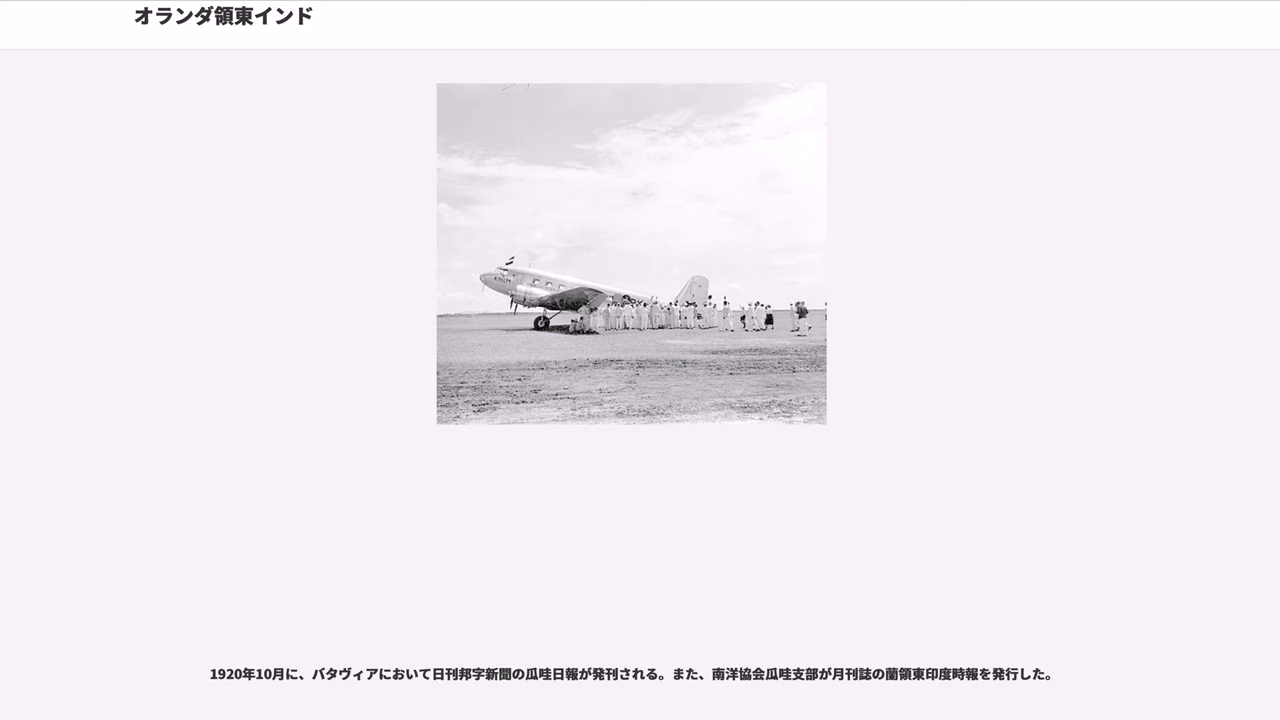 オランダ領東インド
1920年10月に、バタヴィアにおいて日刊邦字新聞の瓜哇日報が発刊される。また、南洋協会瓜哇支部が月刊誌の蘭領東印度時報を発行した。